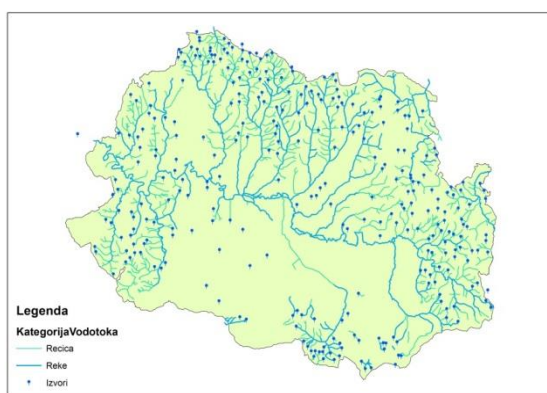 Legenda
KategorijaVodotoka
Recica
Reke
Izvori